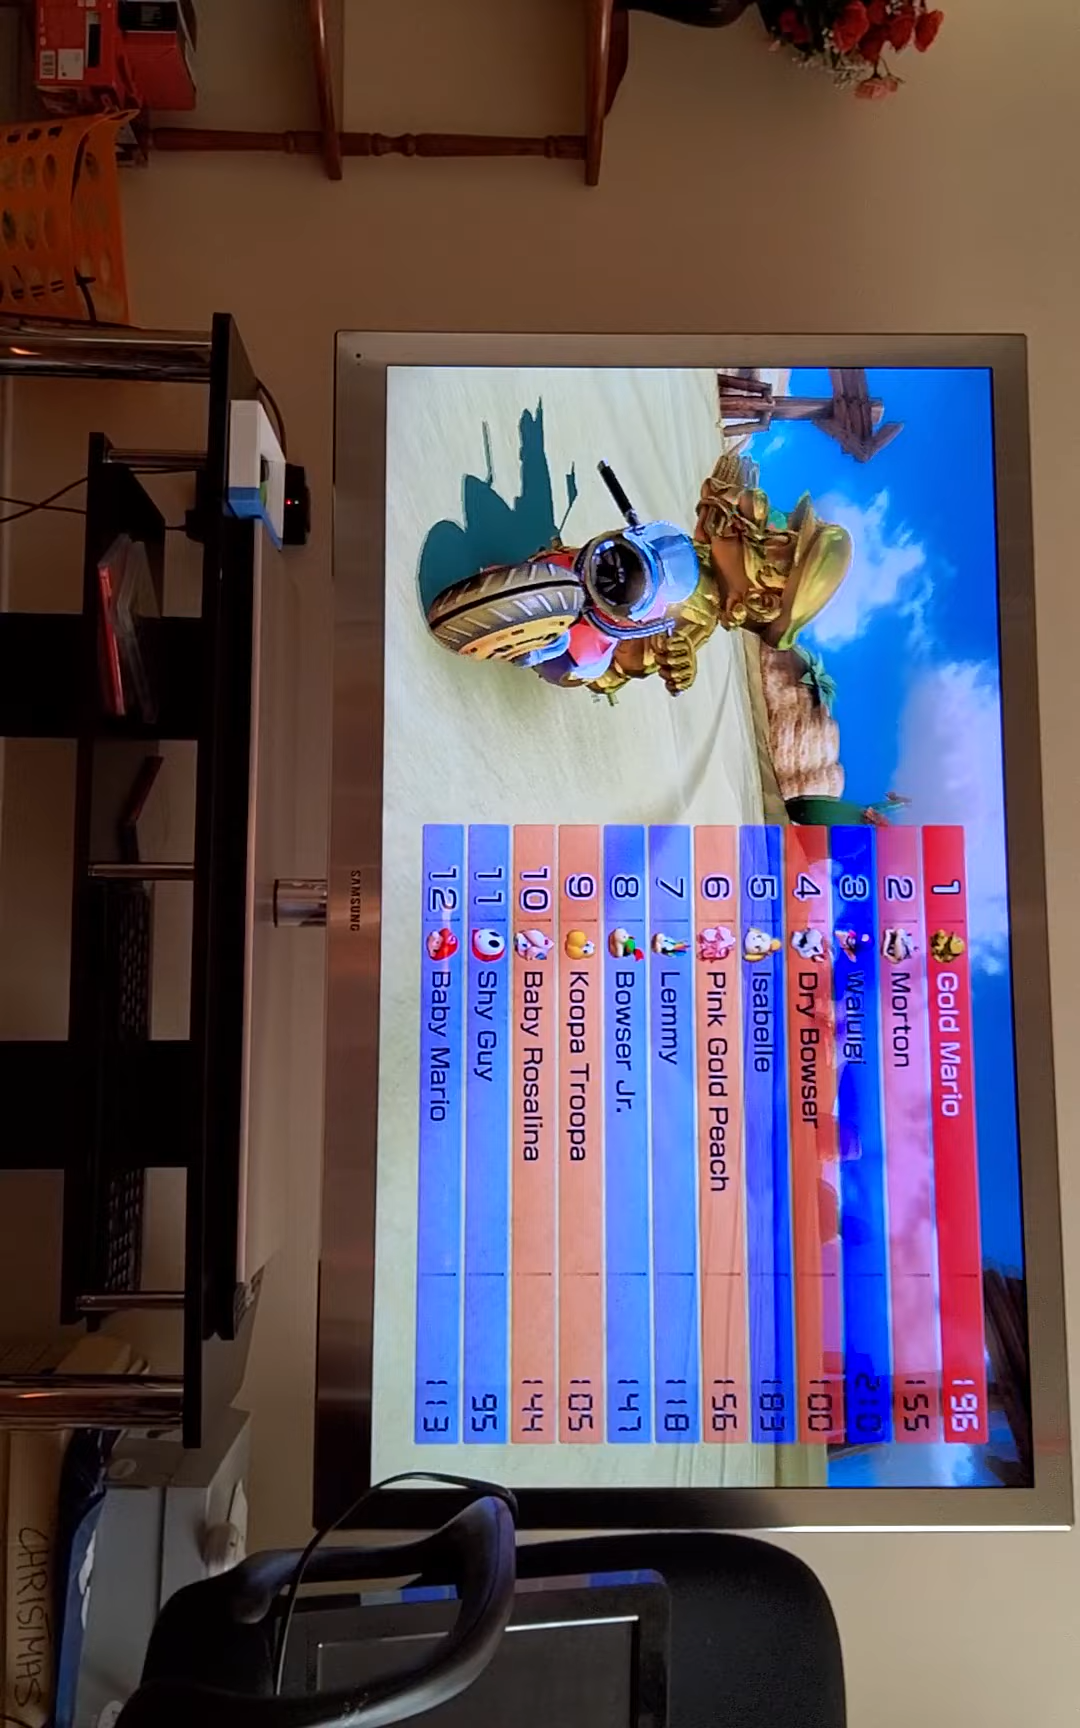 1 Gold Mario 196
2 Morton 155
3 Waluigi 210
4 Dry Bowser 100
5 Isabelle 183
6 Pink Gold Peach 156
7 Lemmy 118
8 Bowser Jr. 147
9 Koopa Troopa 105
10 Baby Rosalina 144
11 Shy Guy 95
12 Baby Mario 113
SAMSUNG
CHRISTMAS